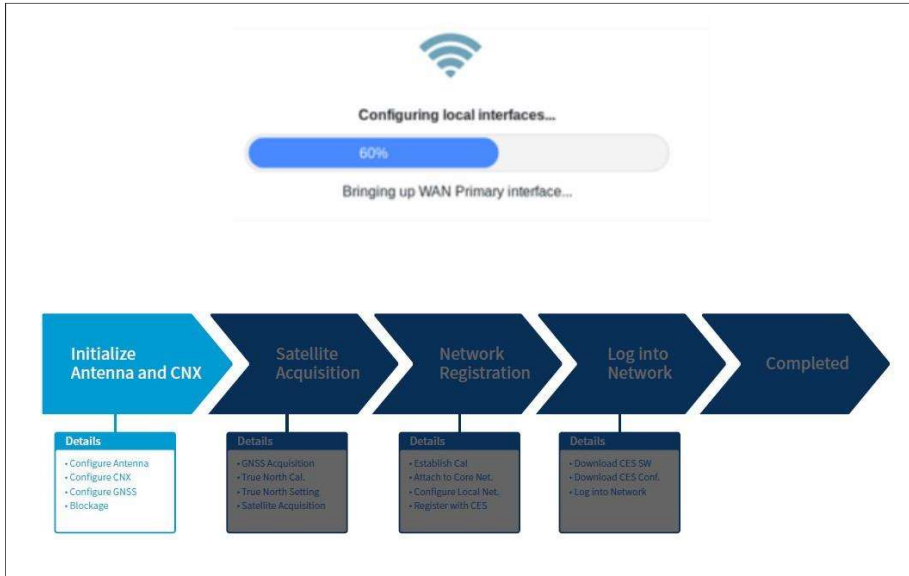 Configuring local interfaces...
60%
Bringing up WAN Primary interface...
Initialize
Antenna and CNX
Satellite
Acquisition
Network
Registration
Log into
Network
Completed
Details
• Configure Antenna
• Configure CNX
• Configure GNSS
• Blockage
Details
• GNSS Acquisition
• True North Cal.
• True North Setting
• Satellite Acquisition
Details
• Establish Cal
• Attach to Core Net.
• Configure Local Net.
• Register with CES
Details
• Download CES SW
• Download CES Conf.
• Log into Network